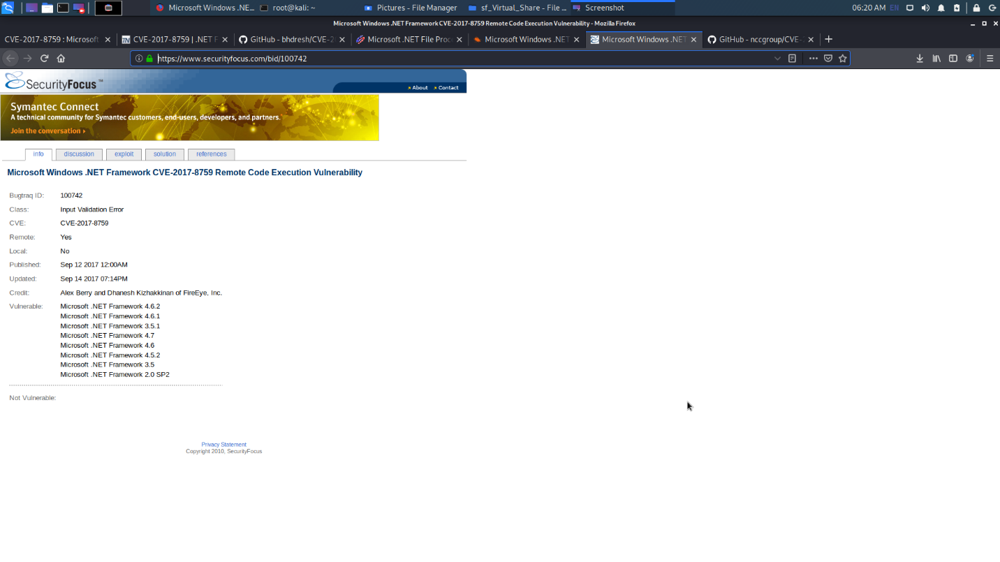 Microsoft Windows .NE...
root@kali: ~
Pictures - File Manager
sf_Virtual_Share - File ...
Screenshot
06:20 AM
EN
Microsoft Windows .NET Framework CVE-2017-8759 Remote Code Execution Vulnerability - Mozilla Firefox
CVE-2017-8759 : Microsoft
CVE-2017-8759 | .NET F
GitHub - bhdresh/CVE-2
Microsoft .NET File Proc
Microsoft Windows .NET
Microsoft Windows .NET
GitHub - nccgroup/CVE-
https://www.securityfocus.com/bid/100742
SecurityFocus ™
About
Contact
Symantec Connect
A technical community for Symantec customers, end-users, developers, and partners.
Join the conversation
info
discussion
exploit
solution
references
Microsoft Windows .NET Framework CVE-2017-8759 Remote Code Execution Vulnerability
Bugtraq ID: 100742
Class: Input Validation Error
CVE: CVE-2017-8759
Remote: Yes
Local: No
Published: Sep 12 2017 12:00AM
Updated: Sep 14 2017 07:14PM
Credit: Alex Berry and Dhanesh Kizhakkinan of FireEye, Inc.
Vulnerable: Microsoft .NET Framework 4.6.2
Microsoft .NET Framework 4.6.1
Microsoft .NET Framework 3.5.1
Microsoft .NET Framework 4.7
Microsoft .NET Framework 4.6
Microsoft .NET Framework 4.5.2
Microsoft .NET Framework 3.5
Microsoft .NET Framework 2.0 SP2
Not Vulnerable:
Privacy Statement
Copyright 2010, SecurityFocus